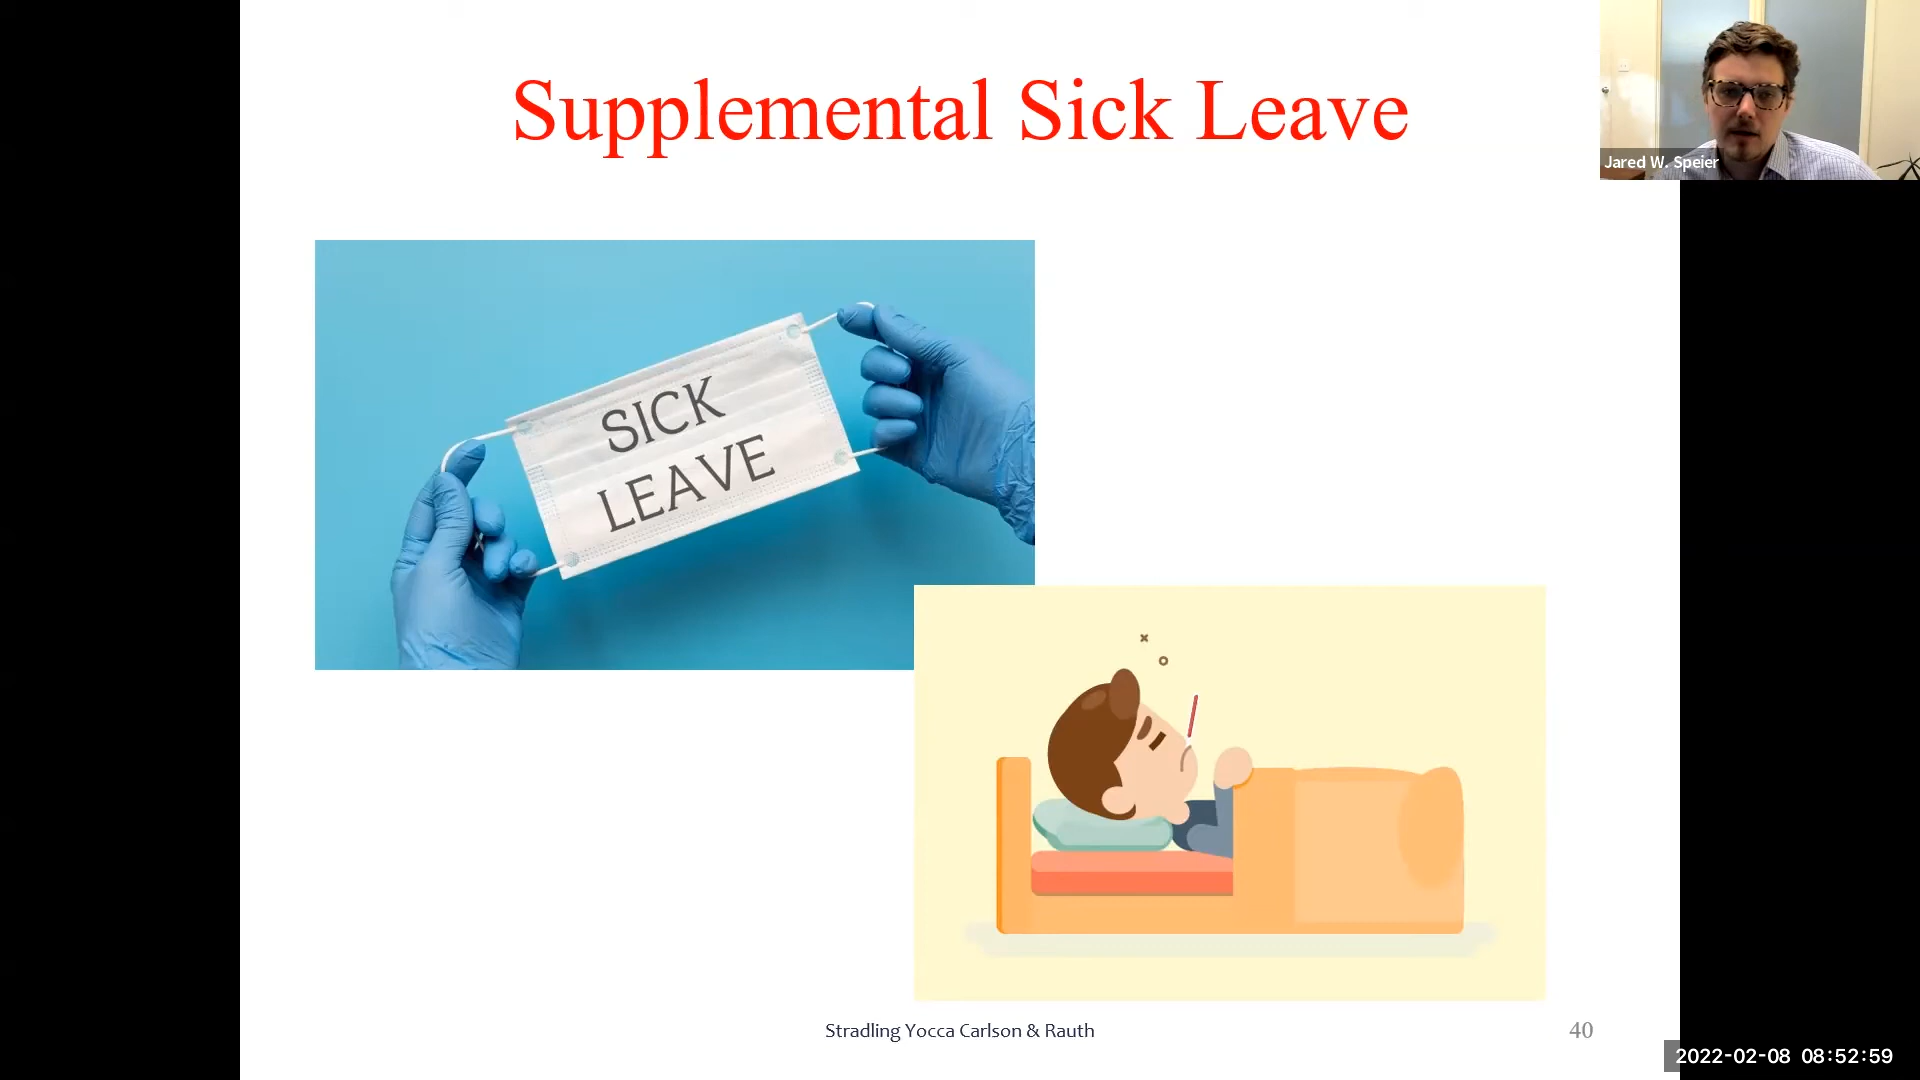 Supplemental Sick Leave
Jared W. Speier
SICK
LEAVE
Stradling Yocca Carlson & Rauth
40
2022-02-08 08:52:59